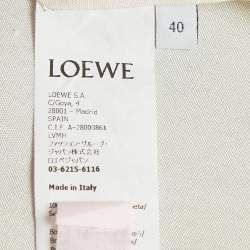 40
LOEWE
LOEWE S.A.
C/Goya, 4
28001 - Madrid
SPAIN
C.I.F. A-28003861
LVMH
ファッション・グループ・
ジャパン株式会社
ロエベジャパン
03-6215-6116
Made in Italy